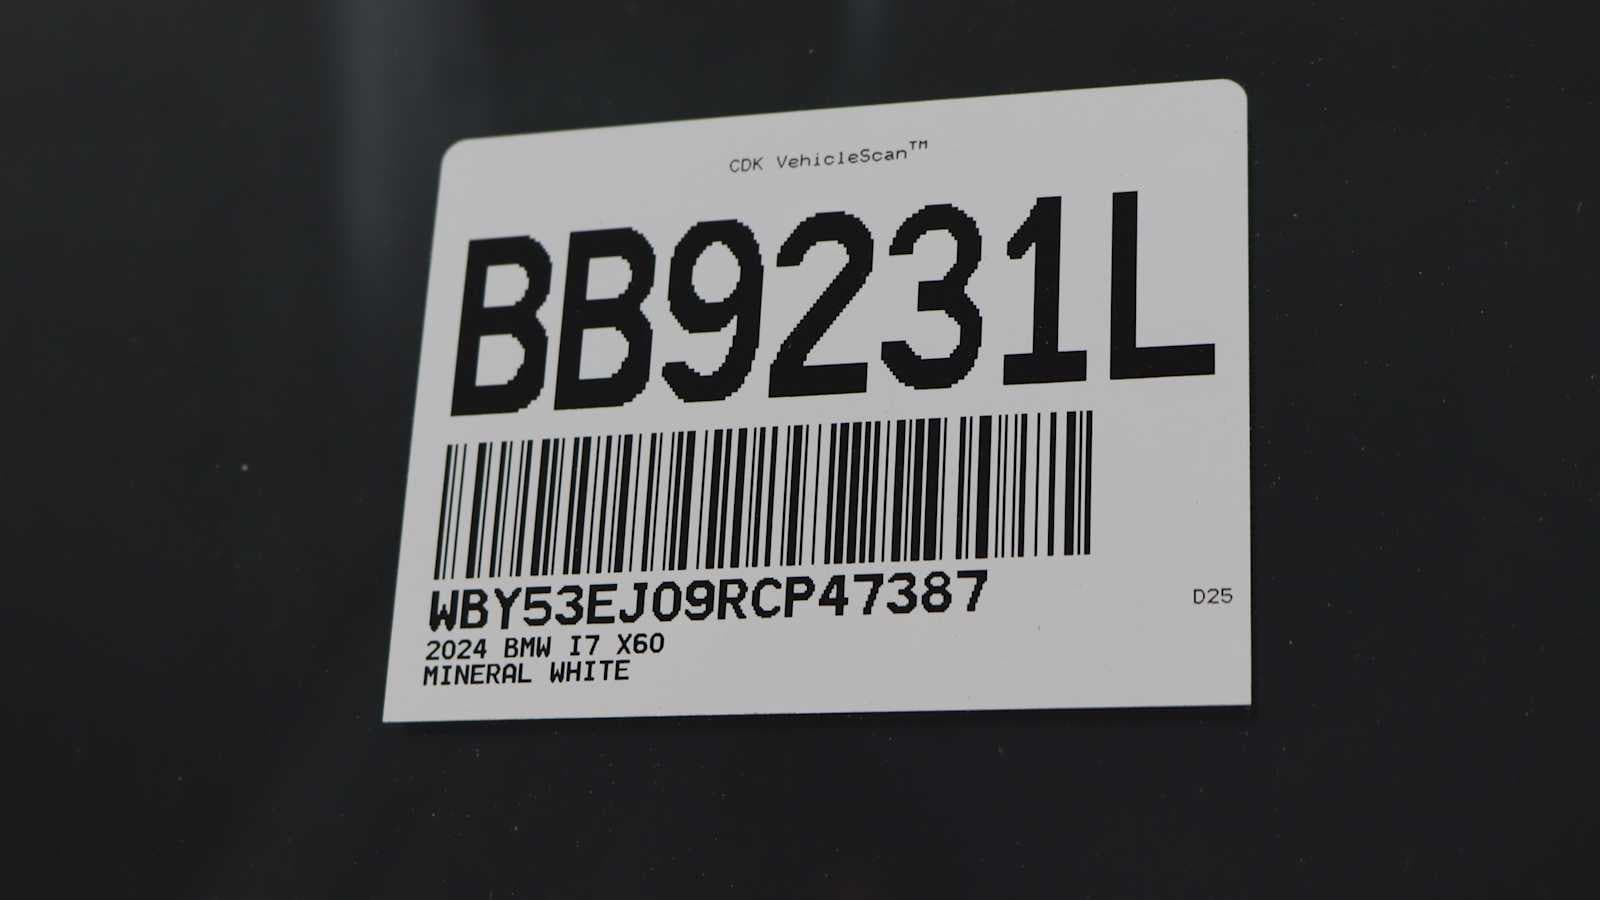 CDK VehicleScan™
BB9231L
WBY53EJ09RCP47387
D25
2024 BMW I7 X60
MINERAL WHITE